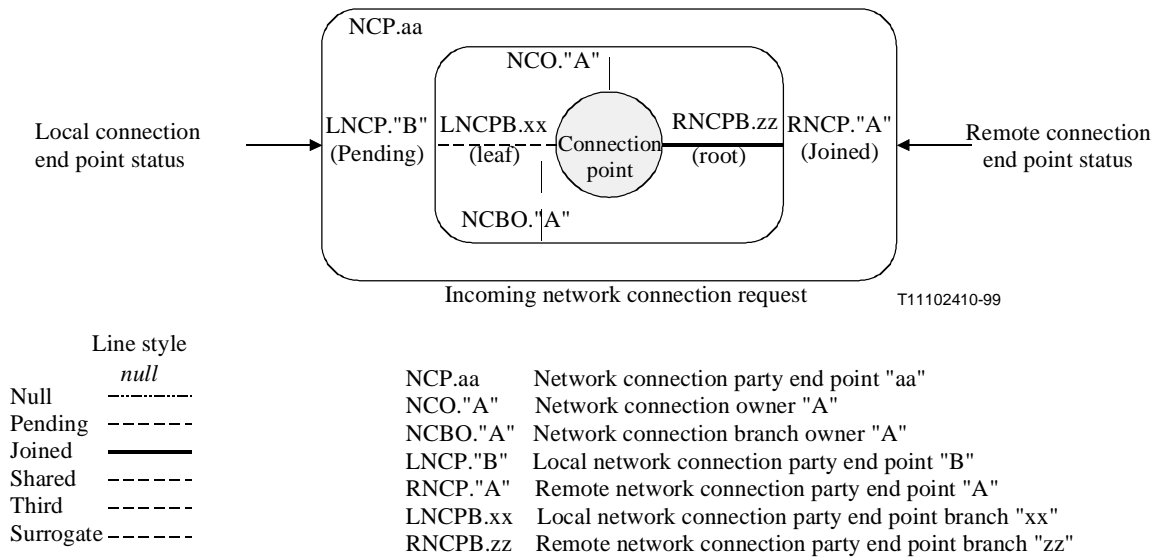 NCP.aa
NCO."A"
Local connection
end point status
LNCP."B"
(Pending)
LNCPB.xx
(leaf)
Connection
point
RNCPB.zz
(root)
RNCP."A"
(Joined)
Remote connection
end point status
NCBO."A"
Incoming network connection request
T11102410-99
Line style
null
Null
Pending
Joined
Shared
Third
Surrogate
NCP.aa Network connection party end point "aa"
NCO."A" Network connection owner "A"
NCBO."A" Network connection branch owner "A"
LNCP."B" Local network connection party end point "B"
RNCP."A" Remote network connection party end point "A"
LNCPB.xx Local network connection party end point branch "xx"
RNCPB.zz Remote network connection party end point branch "zz"